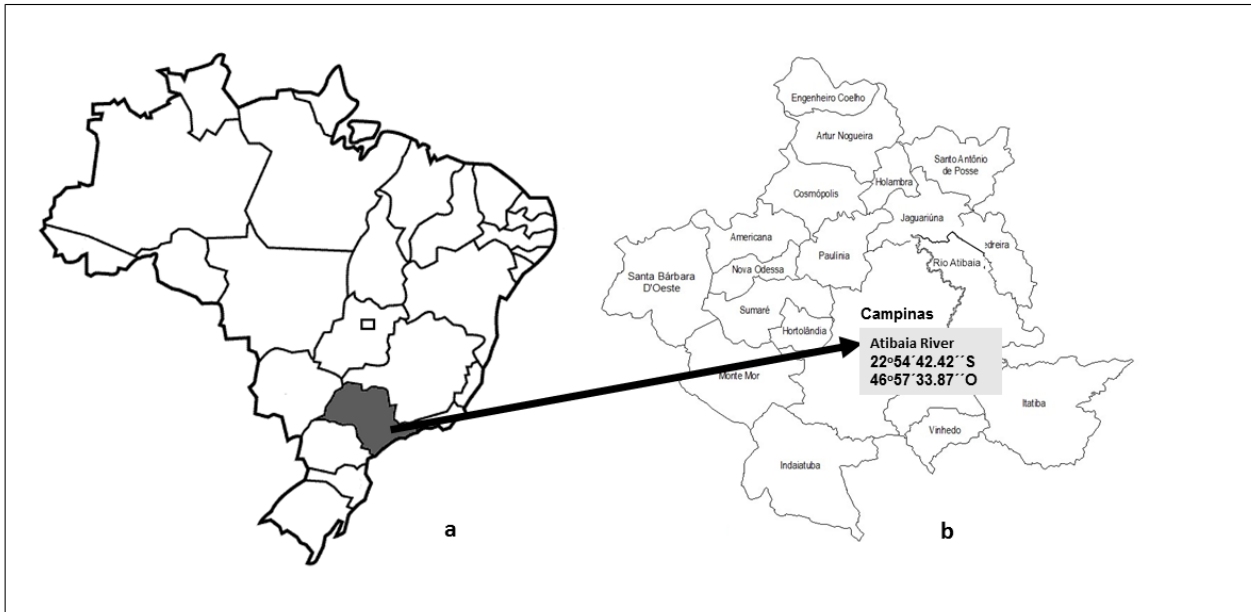 Engenheiro Coelho
Artur Nogueira
Santo Antônio
de Posse
Holambra
Cosmópolis
Jaguariúna
Americana
edreira
Paulínia
Rio Atibaia
Nova Odessa
Santa Bárbara
D'Oeste
Sumaré
Campinas
Hortolândia
Atibaia River
22º54´42.42´´S
46º57´33.87´´O
Monte Mor
Itatiba
Vinhedo
Indaiatuba
a
b